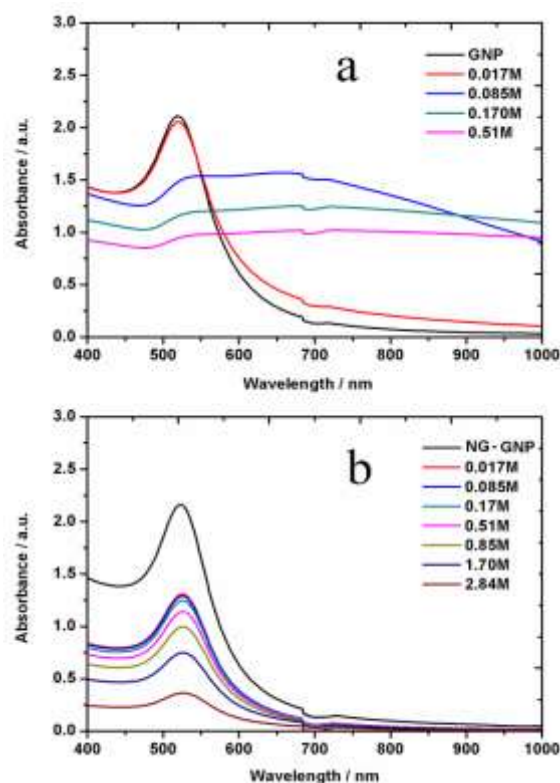 3.0
2.5
2.0
1.5
1.0
0.5
0.0
Absorbance / a.u.
a
GNP
0.017M
0.085M
0.170M
0.51M
400 500 600 700 800 900 1000
Wavelength / nm
3.0
2.5
2.0
1.5
1.0
0.5
0.0
Absorbance / a.u.
b
NG - GNP
0.017M
0.085M
0.17M
0.51M
0.85M
1.70M
2.84M
400 500 600 700 800 900 1000
Wavelength / nm